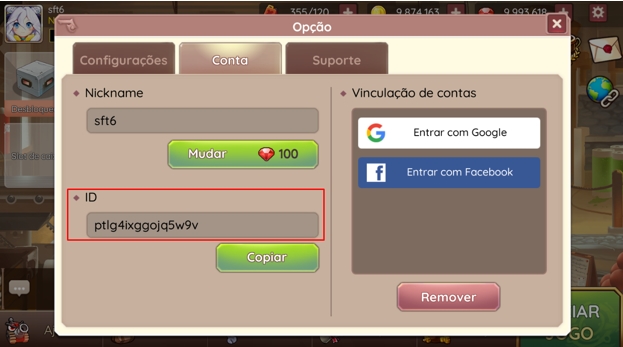 sft6
355/120
9,874,163
9,993,618
Opção
Configurações
Conta
Suporte
Nickname
sft6
Mudar 100
ID
ptlg4ixggojq5w9v
Copiar
Vinculação de contas
Entrar com Google
Entrar com Facebook
Remover